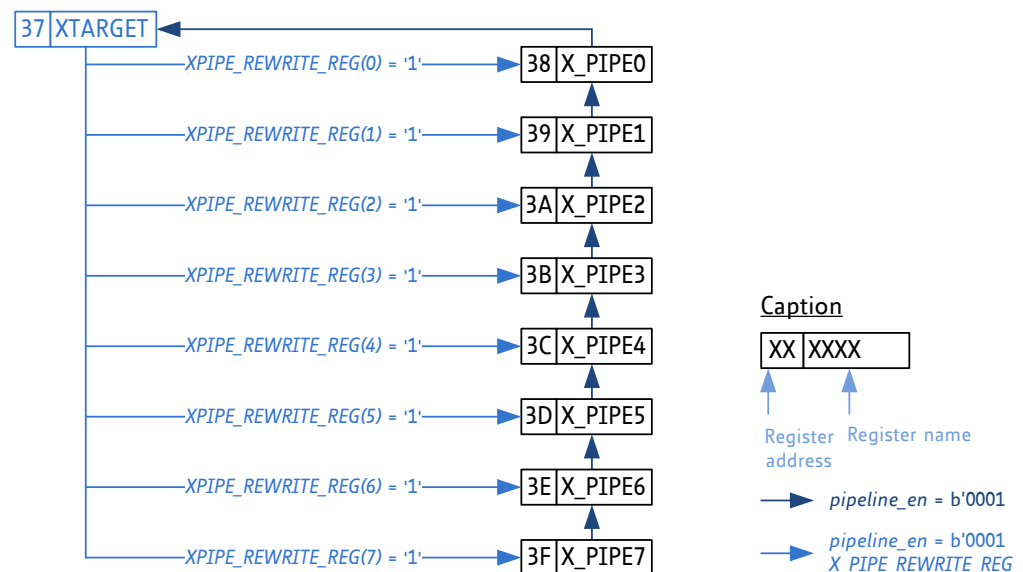 37 XTARGET
XPIPE_REWRITE_REG(0) = '1' 38 X_PIPE0
XPIPE_REWRITE_REG(1) = '1' 39 X_PIPE1
XPIPE_REWRITE_REG(2) = '1' 3A X_PIPE2
XPIPE_REWRITE_REG(3) = '1' 3B X_PIPE3
XPIPE_REWRITE_REG(4) = '1' 3C X_PIPE4
XPIPE_REWRITE_REG(5) = '1' 3D X_PIPE5
XPIPE_REWRITE_REG(6) = '1' 3E X_PIPE6
XPIPE_REWRITE_REG(7) = '1' 3F X_PIPE7
Caption
XX XXXX
Register address
Register name
pipeline_en = b'0001
pipeline_en = b'0001
X_PIPE_REWRITE_REG